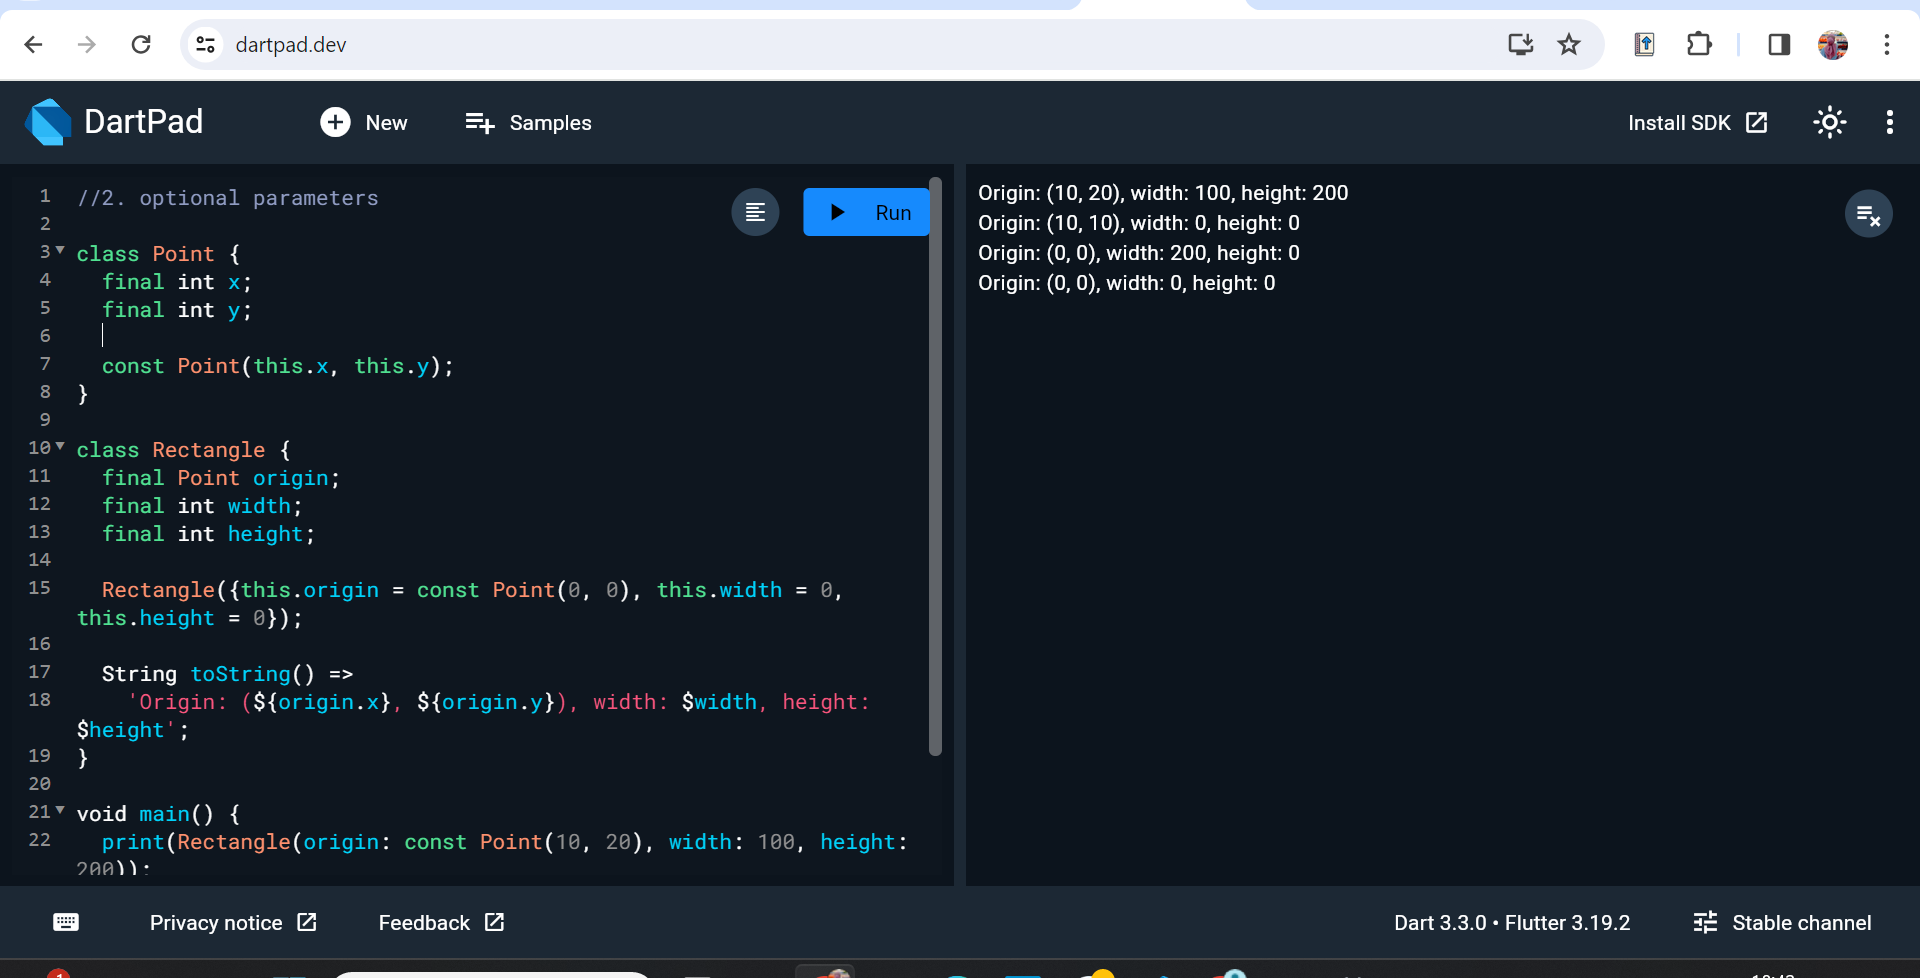 dartpad.dev
DartPad
New
Samples
Install SDK
1 //2. optional parameters
2
3 class Point {
4 final int x;
5 final int y;
6
7 const Point(this.x, this.y);
8 }
9
10 class Rectangle {
11 final Point origin;
12 final int width;
13 final int height;
14
15 Rectangle({this.origin = const Point(0, 0), this.width = 0,
this.height = 0});
16
17 String toString() =>
18 'Origin: (${origin.x}, ${origin.y}), width: $width, height:
$height';
19 }
20
21 void main() {
22 print(Rectangle(origin: const Point(10, 20), width: 100, height:
200));
Run
Origin: (10, 20), width: 100, height: 200
Origin: (10, 10), width: 0, height: 0
Origin: (0, 0), width: 200, height: 0
Origin: (0, 0), width: 0, height: 0
Privacy notice
Feedback
Dart 3.3.0 • Flutter 3.19.2
Stable channel
1